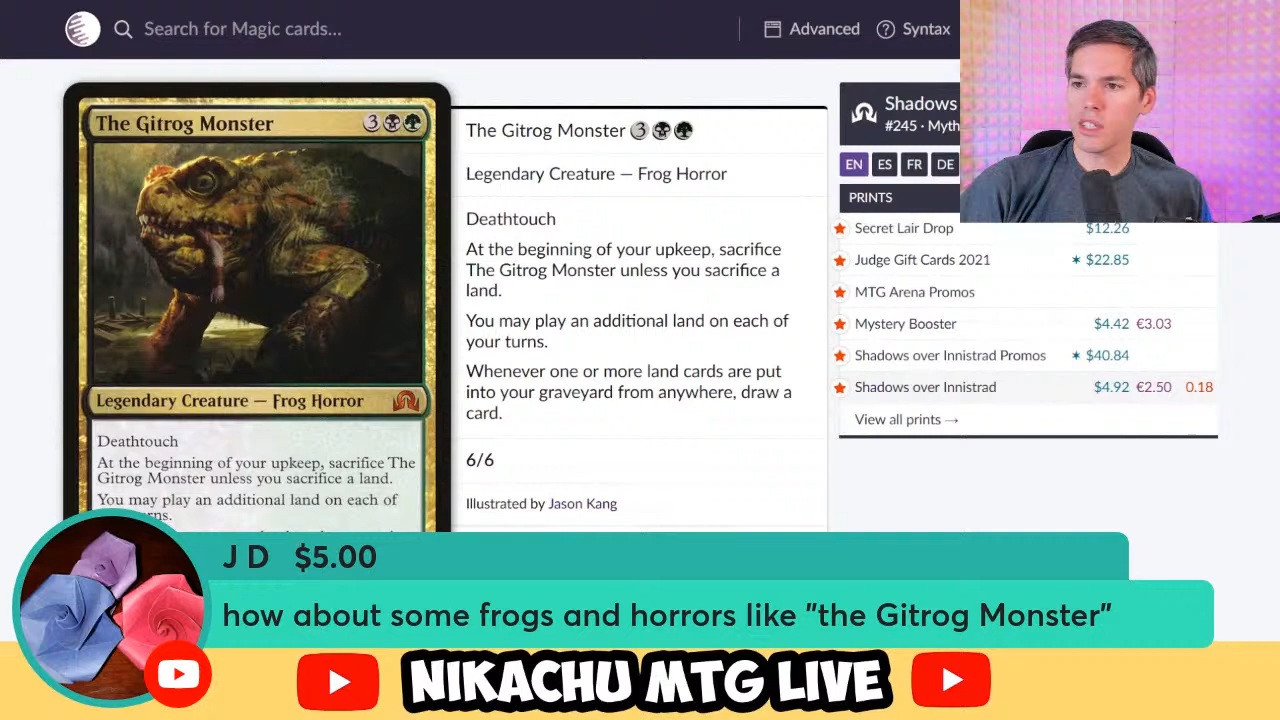 Search for Magic cards...
Advanced
Syntax
The Gitrog Monster 3
Legendary Creature — Frog Horror
Deathtouch
At the beginning of your upkeep, sacrifice The
Gitrog Monster unless you sacrifice a land.
You may play an additional land on each of
The Gitrog Monster 3
Legendary Creature — Frog Horror
Deathtouch
At the beginning of your upkeep, sacrifice
The Gitrog Monster unless you sacrifice a
land.
You may play an additional land on each of
your turns.
Whenever one or more land cards are put
into your graveyard from anywhere, draw a
card.
6/6
Illustrated by Jason Kang
Shadows
#245 · Myth
EN ES FR DE
PRINTS
Secret Lair Drop $12.26
Judge Gift Cards 2021 ✶ $22.85
MTG Arena Promos
Mystery Booster $4.42 €3.03
Shadows over Innistrad Promos ✶ $40.84
Shadows over Innistrad $4.92 €2.50 0.18
View all prints →
J D $5.00
how about some frogs and horrors like "the Gitrog Monster"
NIKACHU MTG LIVE